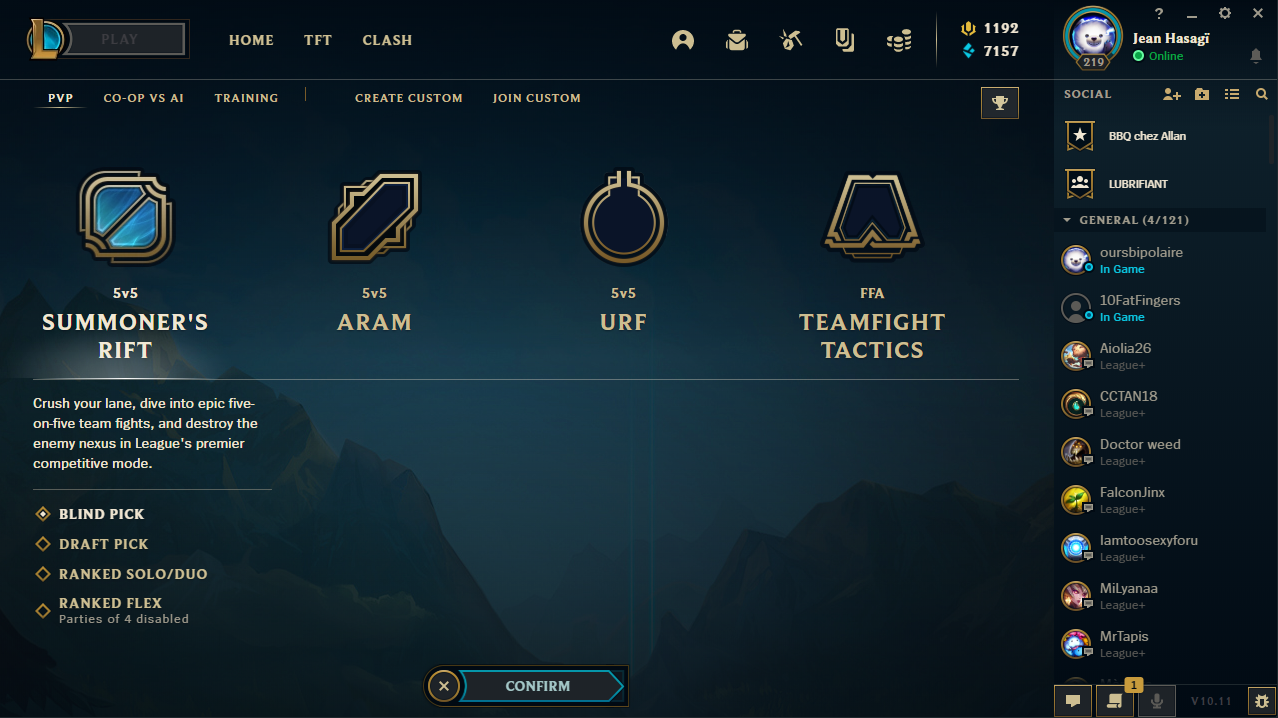 PLAY
HOME
TFT
CLASH
1192
7157
219
Jean Hasagï
Online
PVP
CO-OP VS AI
TRAINING
CREATE CUSTOM
JOIN CUSTOM
5v5
SUMMONER'S
RIFT
5v5
ARAM
5v5
URF
FFA
TEAMFIGHT
TACTICS
Crush your lane, dive into epic five-
on-five team fights, and destroy the
enemy nexus in League's premier
competitive mode.
BLIND PICK
DRAFT PICK
RANKED SOLO/DUO
RANKED FLEX
Parties of 4 disabled
CONFIRM
SOCIAL
BBQ chez Allan
LUBRIFIANT
GENERAL (4/121)
oursbipolaire
In Game
10FatFingers
In Game
Aiolia26
League+
CCTAN18
League+
Doctor weed
League+
FalconJinx
League+
Iamtoosexyforu
League+
MiLyanaa
League+
MrTapis
League+
1
V10.11